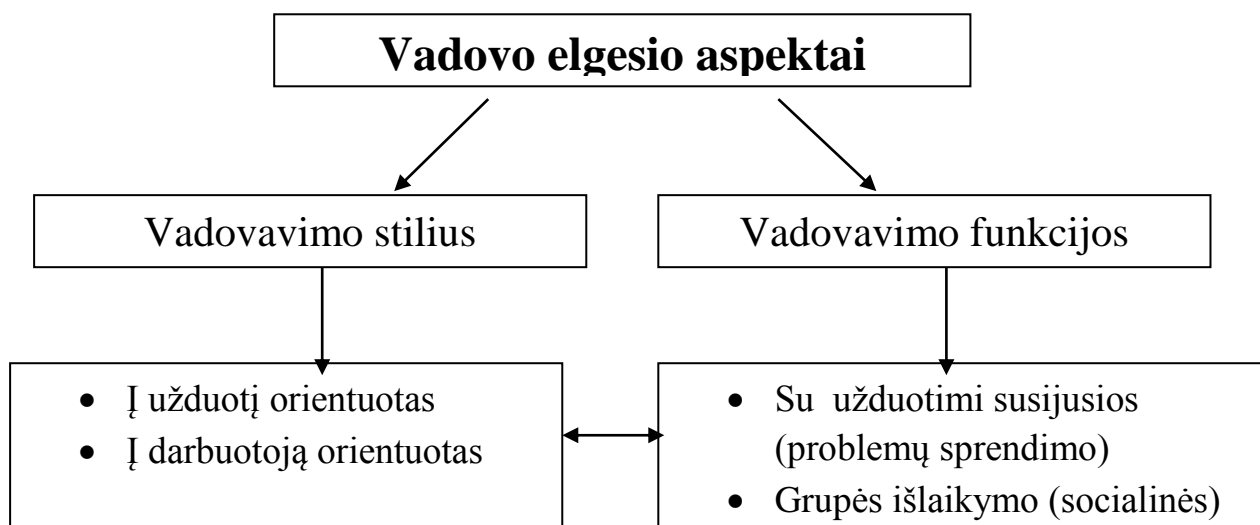 Vadovo elgesio aspektai
Vadovavimo stilius
Vadovavimo funkcijos
• Į užduotį orientuotas
• Į darbuotoją orientuotas
• Su užduotimi susijusios
(problemų sprendimo)
• Grupės išlaikymo (socialinės)